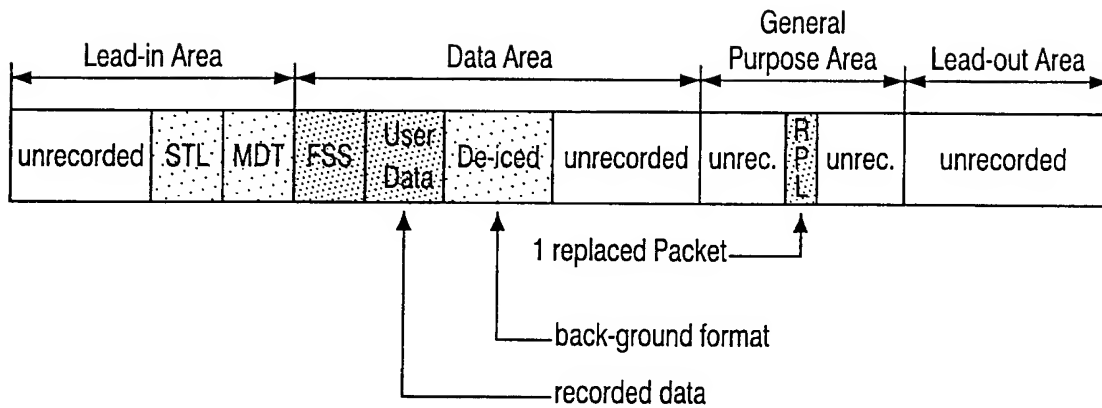 General
Lead-in Area Data Area Purpose Area Lead-out Area
unrecorded STL MDT FSS User Data De-iced unrecorded unrec. RPL unrec. unrecorded
1 replaced Packet
back-ground format
recorded data